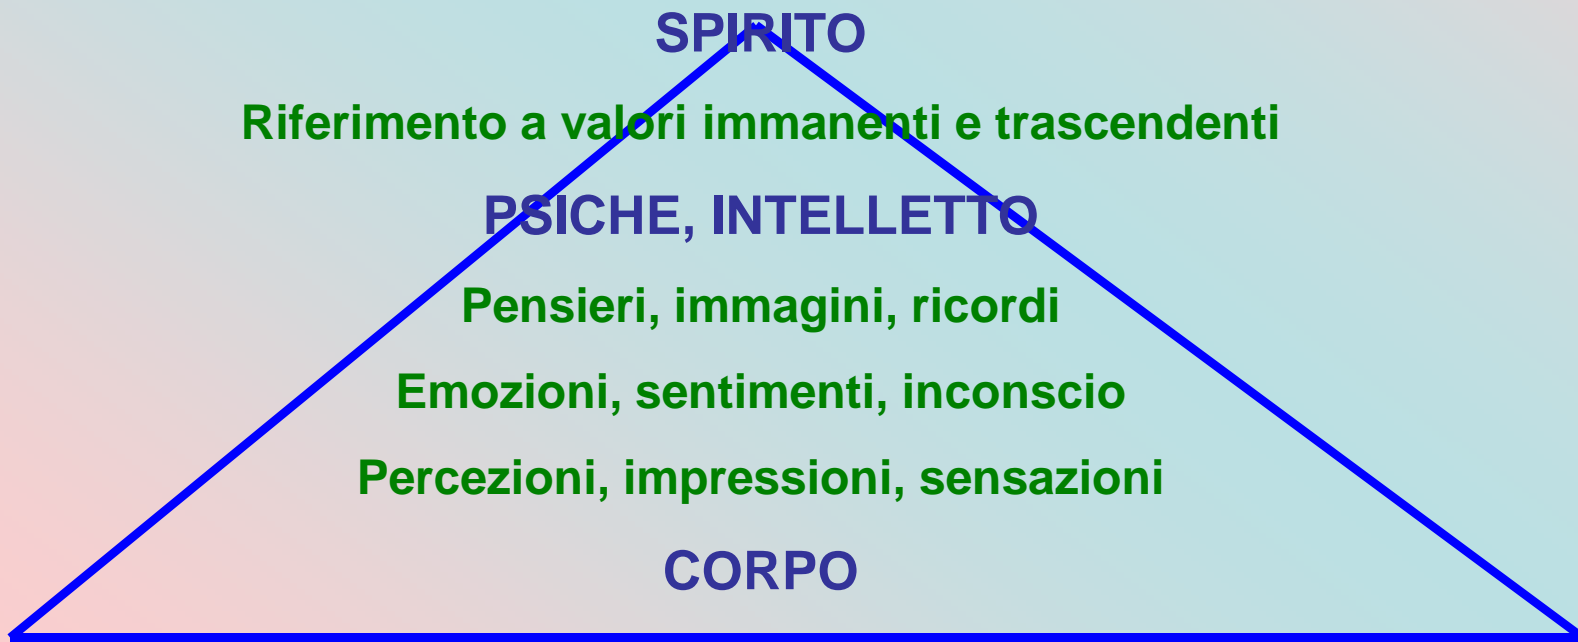 SPIRITO
Riferimento a valori immanenti e trascendenti
PSICHE, INTELLETTO
Pensieri, immagini, ricordi
Emozioni, sentimenti, inconscio
Percezioni, impressioni, sensazioni
CORPO